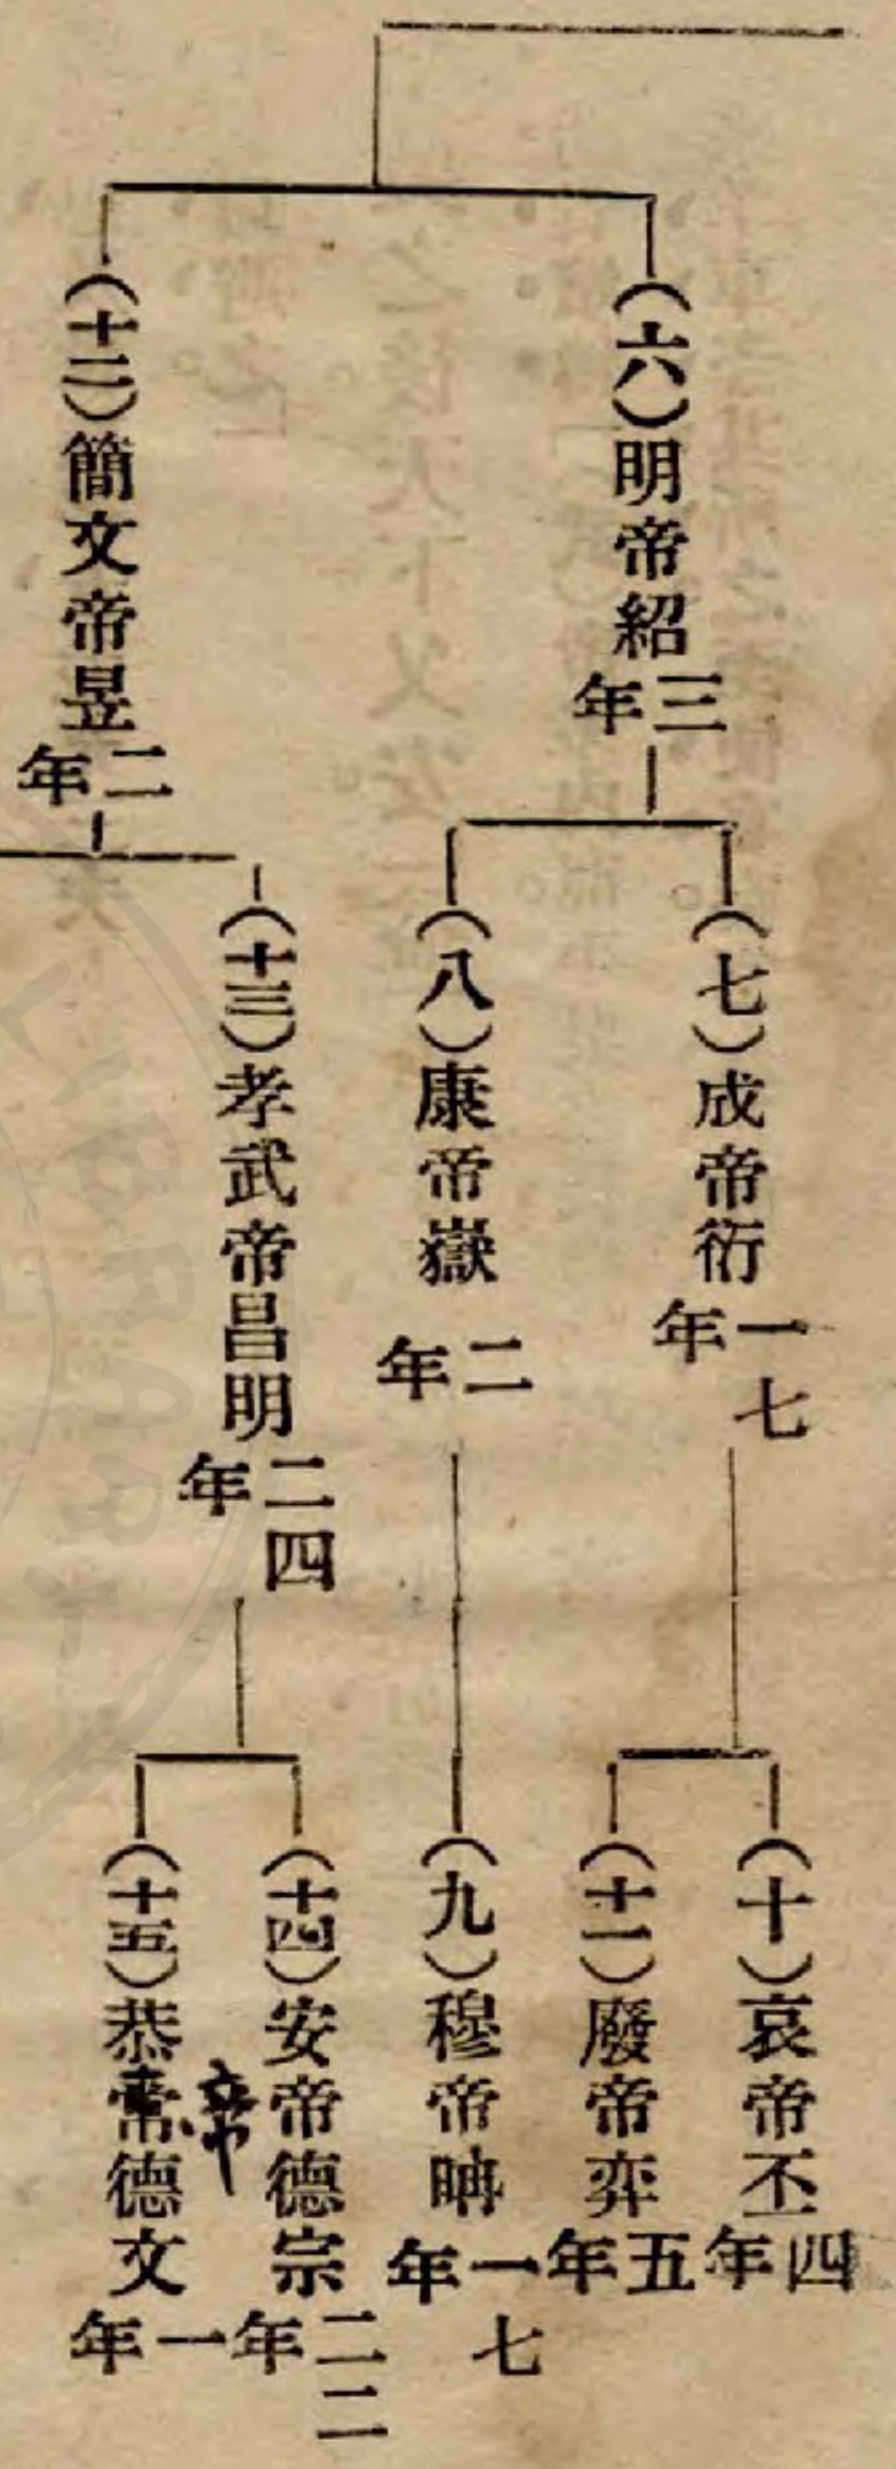 (六)明帝紹三年
(十二)簡文帝昱二年
(七)成帝衍一七年
(八)康帝嶽二年
(十三)孝武帝昌明二四年
(十)哀帝丕四年
(十一)廢帝弈五年
(九)穆帝聃一七年
(十四)安帝德宗二二年
帝
(十五)恭常德文一年
LIBRARY